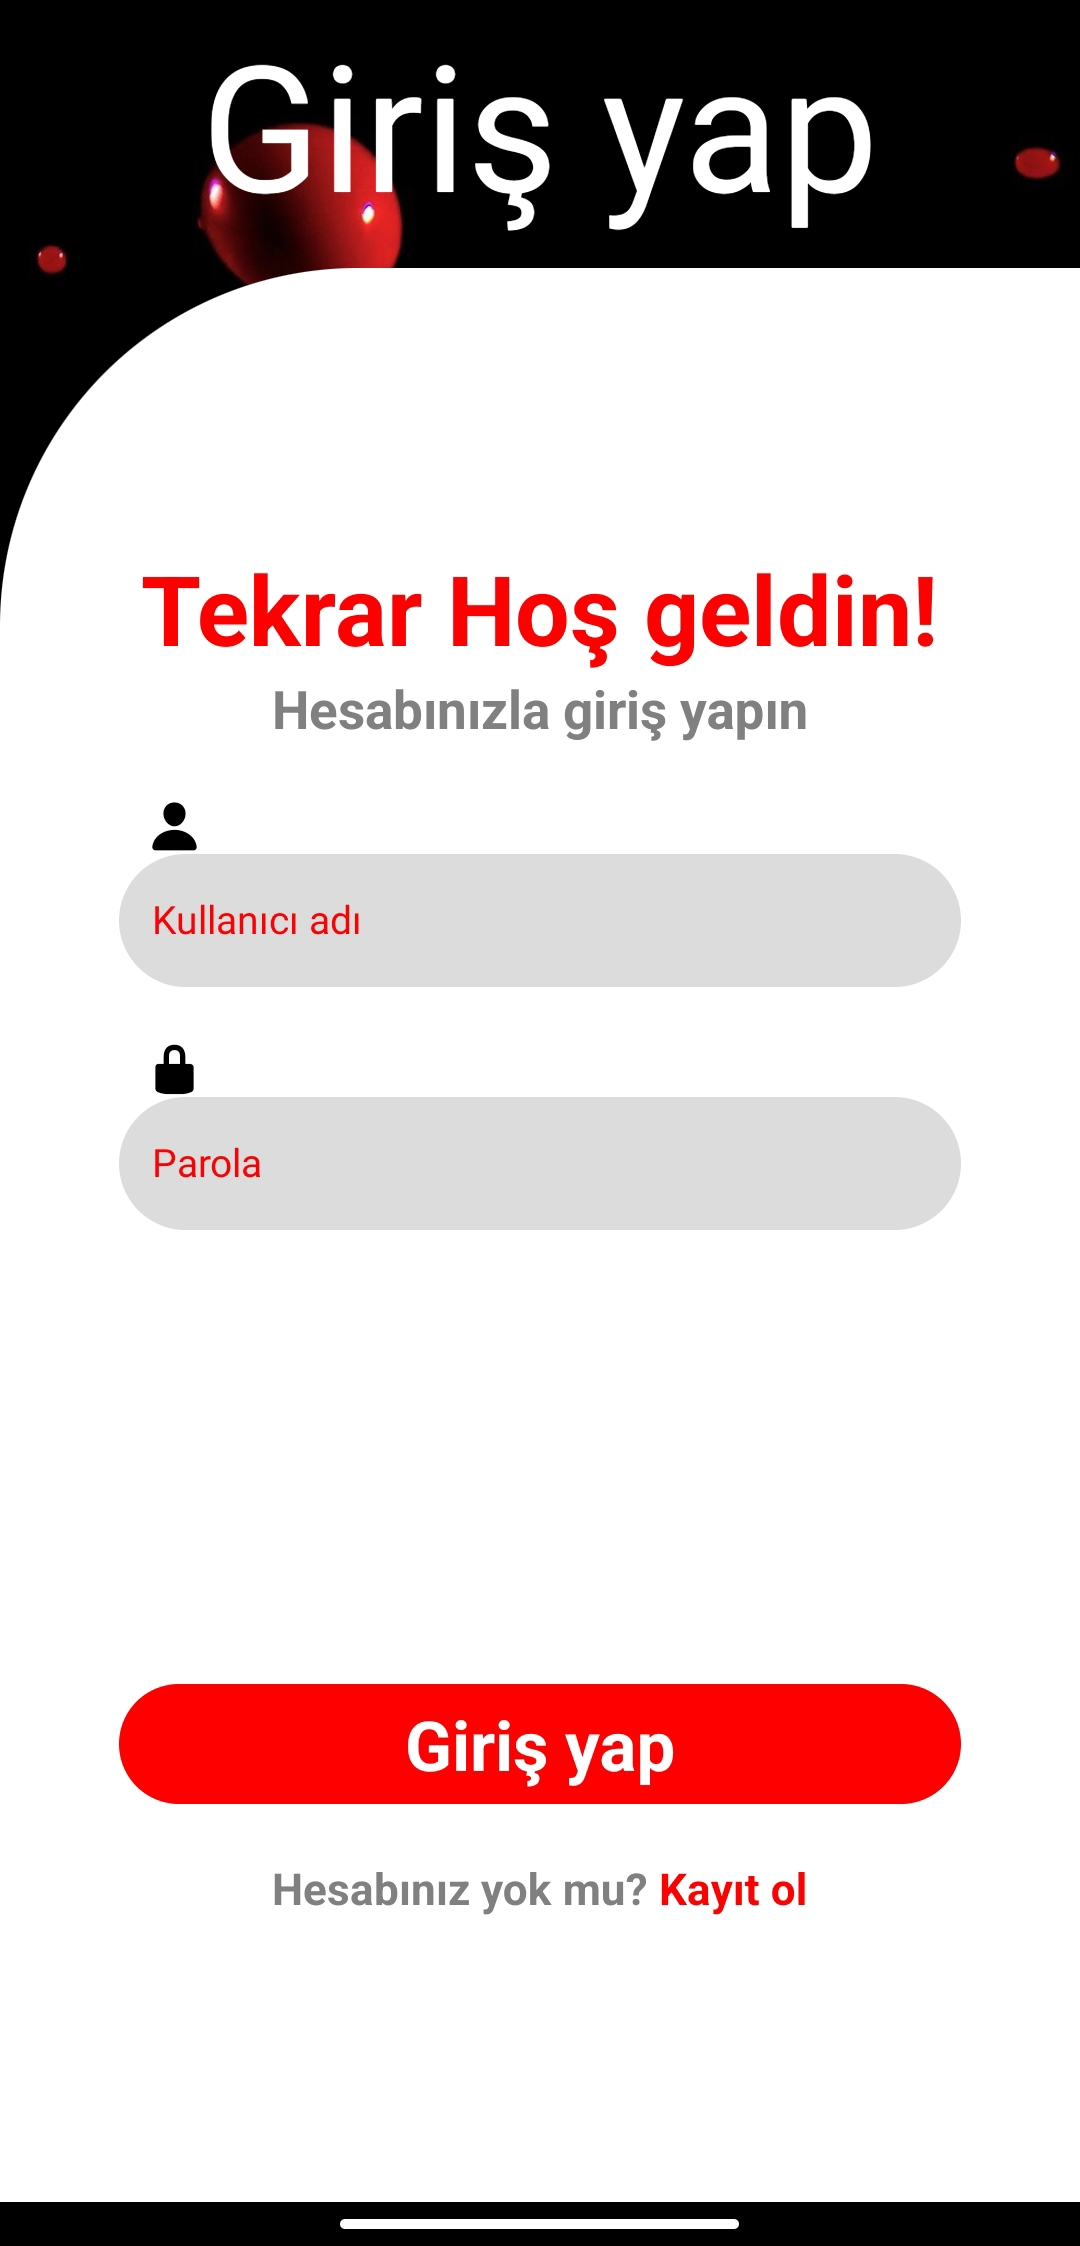 Giriş yap
Tekrar Hoş geldin!
Hesabınızla giriş yapın
Kullanıcı adı
Parola
Giriş yap
Hesabınız yok mu? Kayıt ol